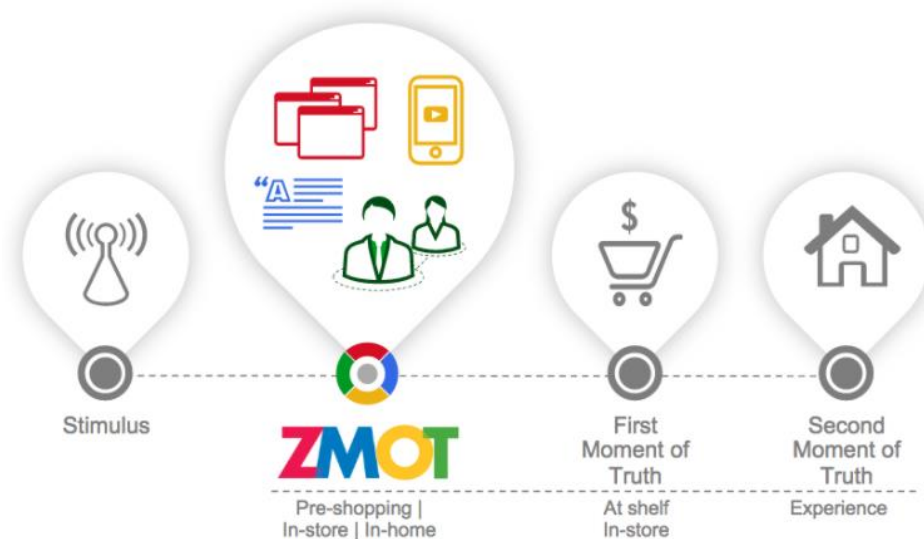 “A
$
Stimulus
ZMOT
Pre-shopping |
In-store | In-home
First
Moment of
Truth
At shelf
In-store
Second
Moment of
Truth
Experience